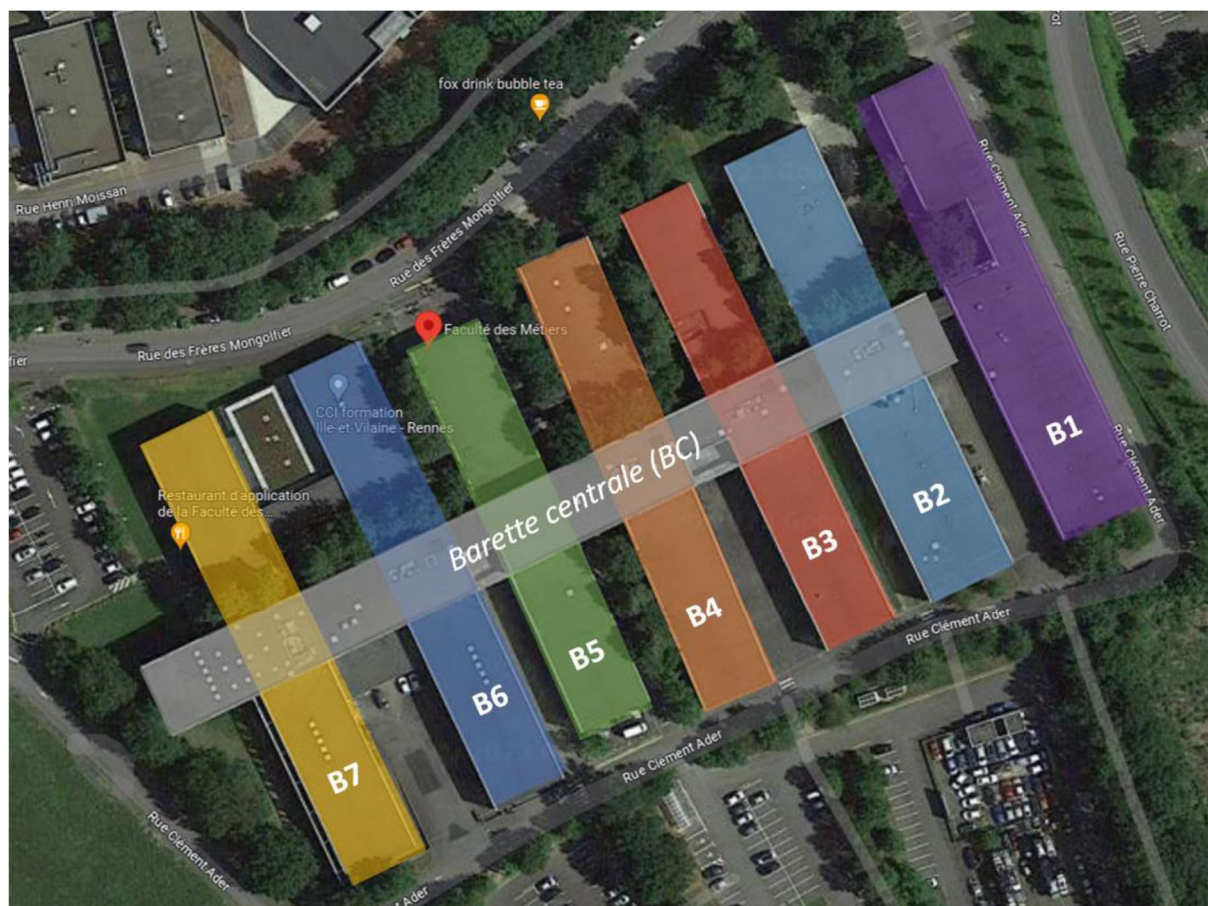 fox drink bubble tea
Rue Henri Moissan
Rue des Frères Mongolfier
Rue Clément Ader
Rue Pierre Charrot
Rue des Frères Mongolfier
fier
Faculté des Métiers
CCI formation
Ille-et-Vilaine - Rennes
Restaurant d'application
de la Faculté des...
Barette centrale (BC)
B1
B2
B3
B4
B5
B6
B7
Rue Clément Ader
Rue Clément Ader
Rue Clément Ader
Rue Clément Ader
Ader